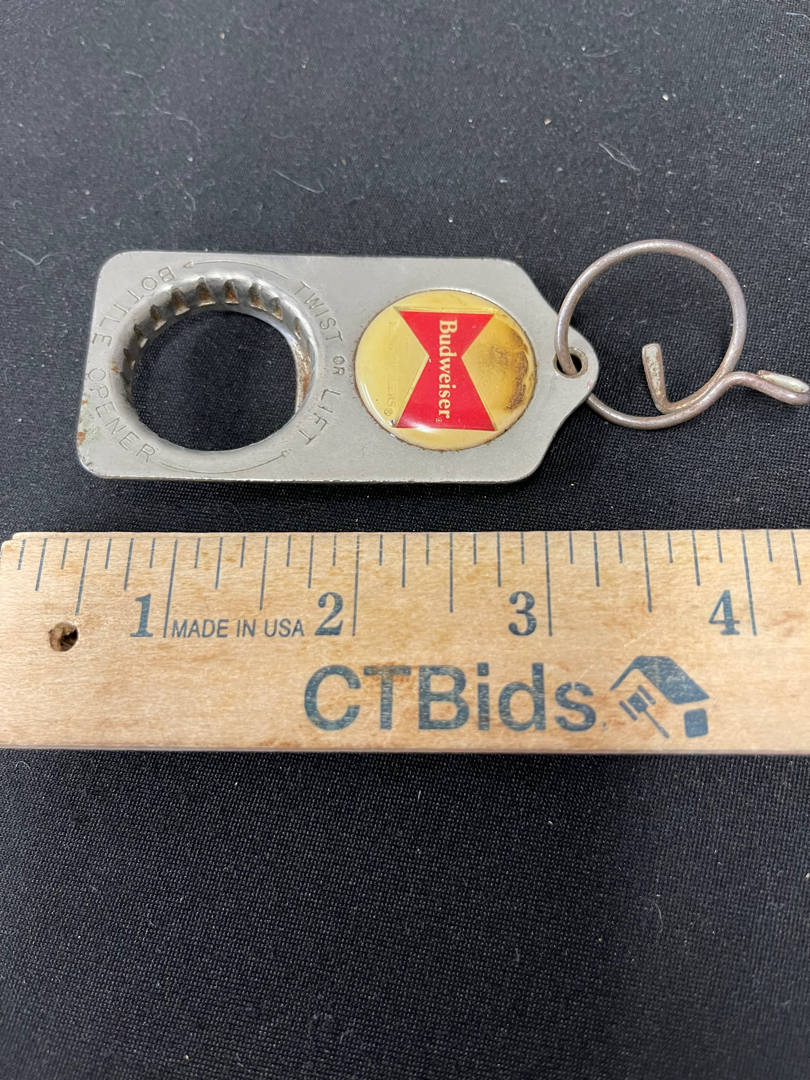 BOTTLE OPENER
TWIST OR LIFT
Budweiser®
1 MADE IN USA 2 3 4
CTBids